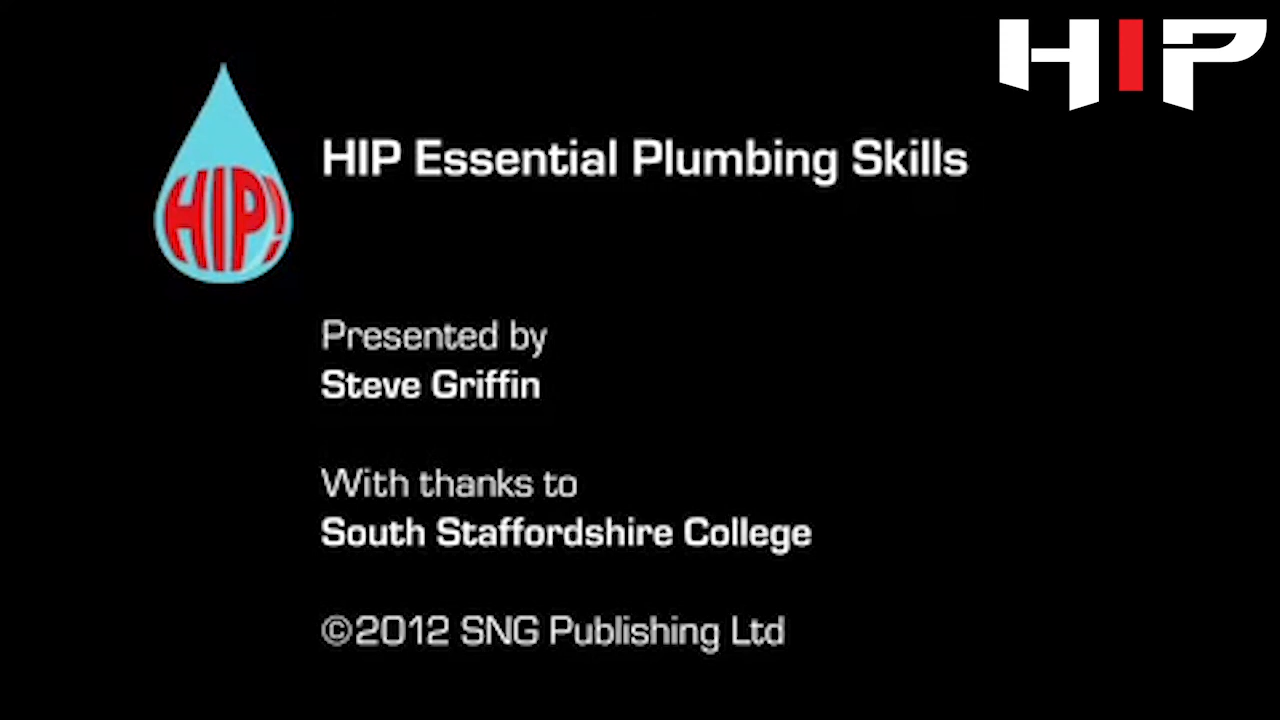 HIP
HIP!
HIP Essential Plumbing Skills
Presented by
Steve Griffin
With thanks to
South Staffordshire College
©2012 SNG Publishing Ltd